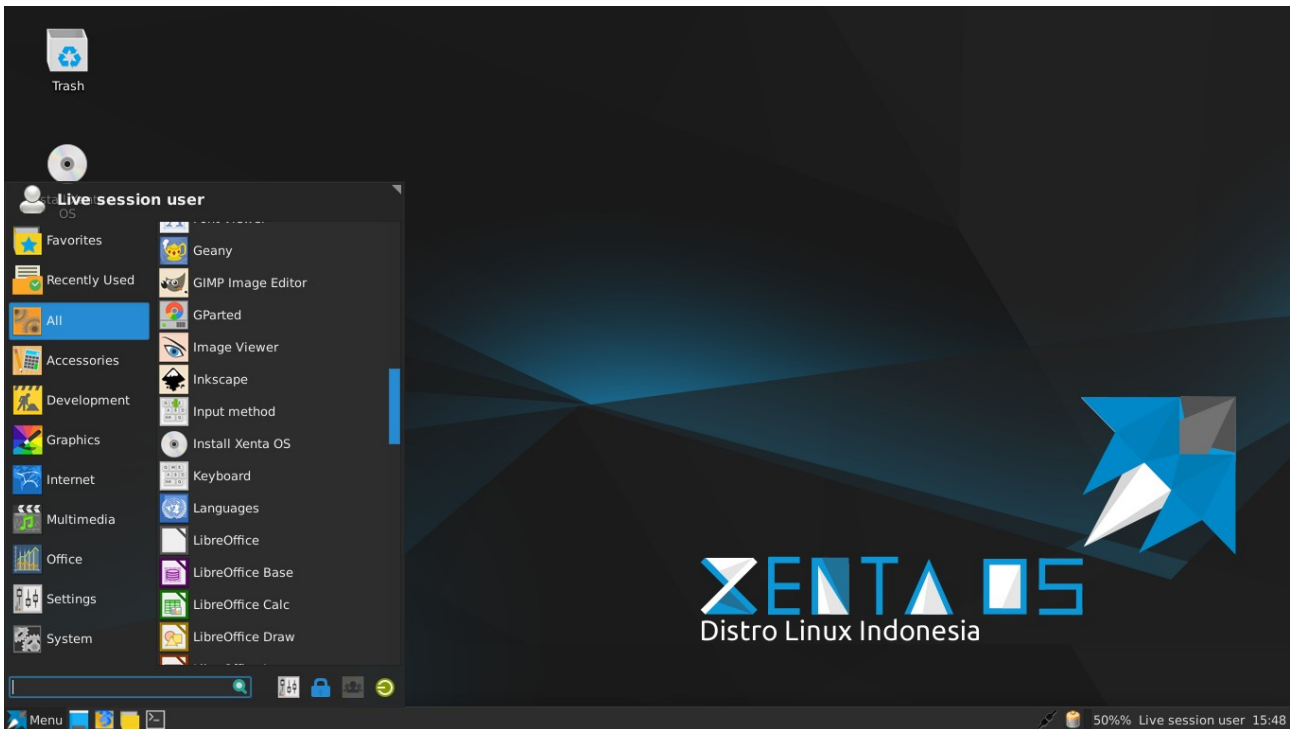 Trash
OS
Live session user
Favorites
Recently Used
All
Accessories
Development
Graphics
Internet
Multimedia
Office
Settings
System
Geany
GIMP Image Editor
GParted
Image Viewer
Inkscape
Input method
Install Xenta OS
Keyboard
Languages
LibreOffice
LibreOffice Base
LibreOffice Calc
LibreOffice Draw
XENTA OS
Distro Linux Indonesia
Menu
50%% Live session user 15:48